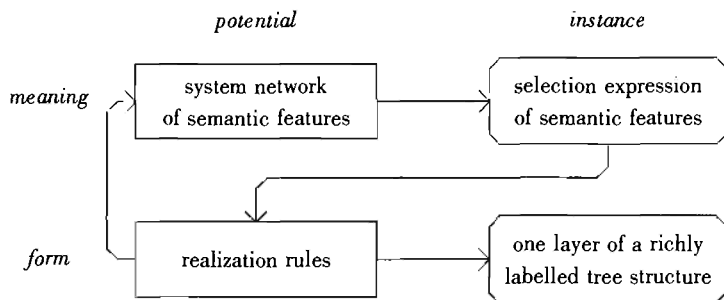 potential
instance
meaning
system network
of semantic features
selection expression
of semantic features
form
realization rules
one layer of a richly
labelled tree structure